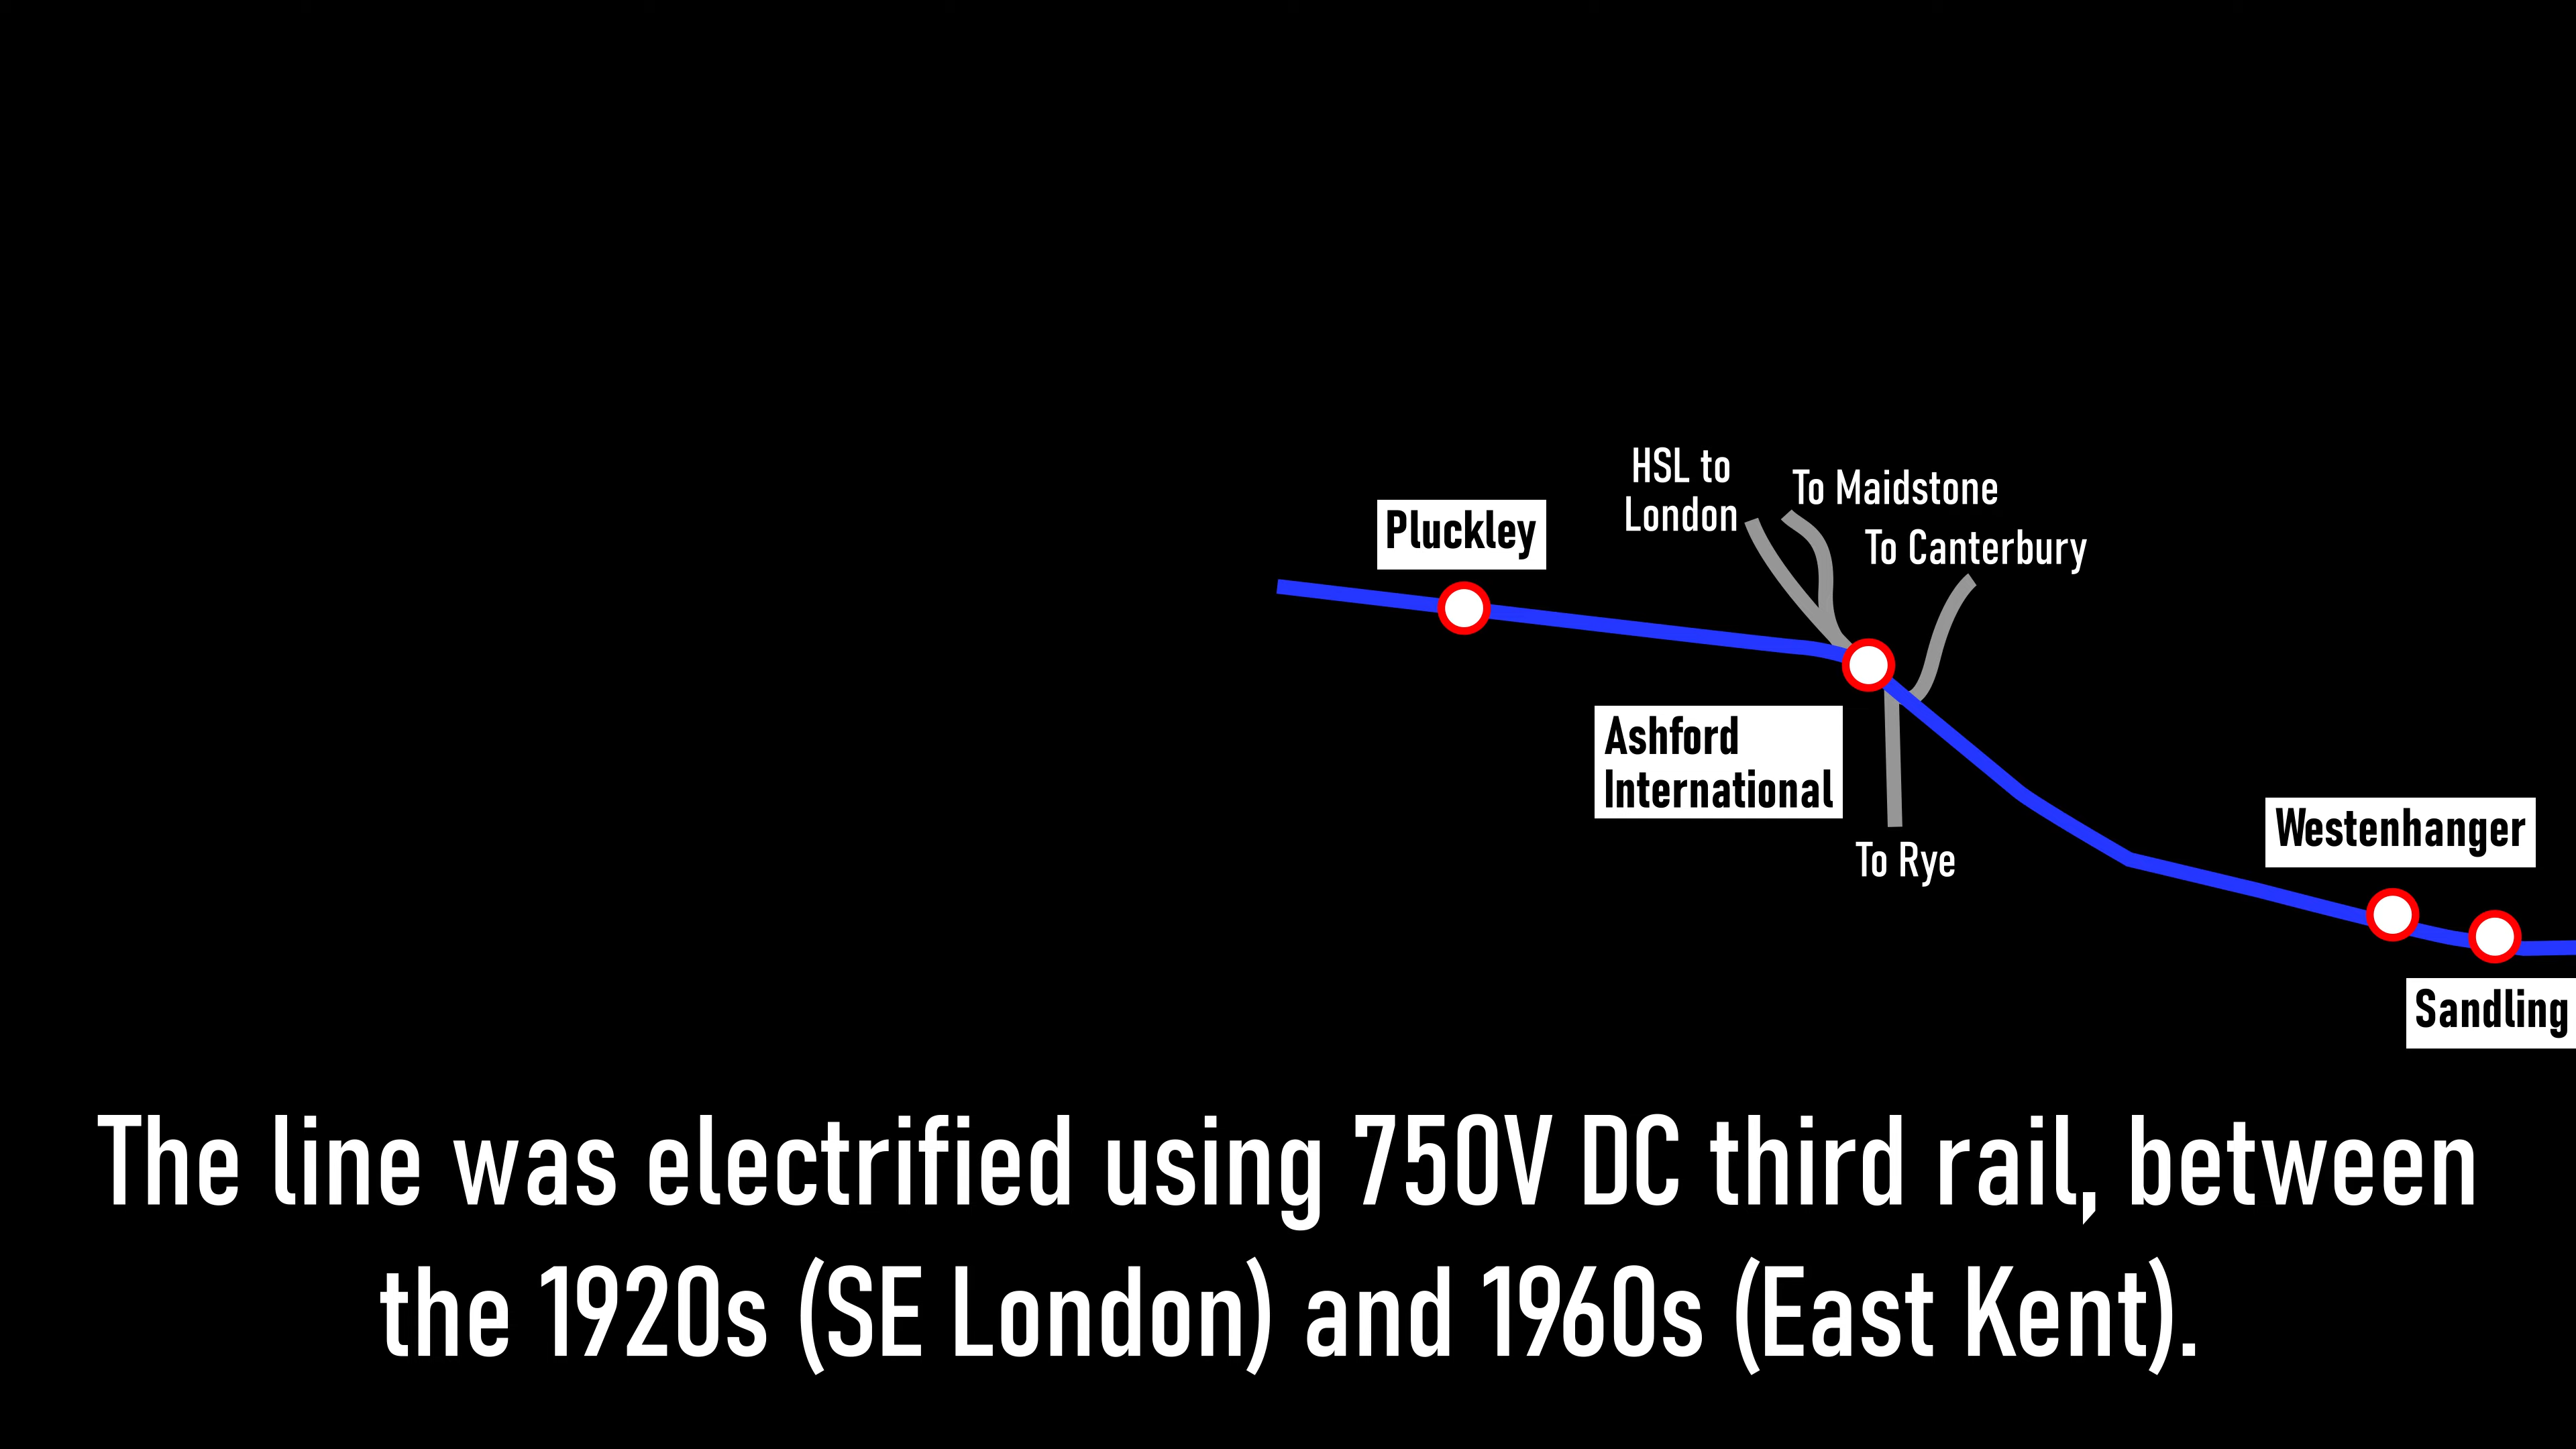 HSL to
London
To Maidstone
To Canterbury
Pluckley
Ashford
International
To Rye
Westenhanger
Sandling
The line was electrified using 750V DC third rail, between
the 1920s (SE London) and 1960s (East Kent).